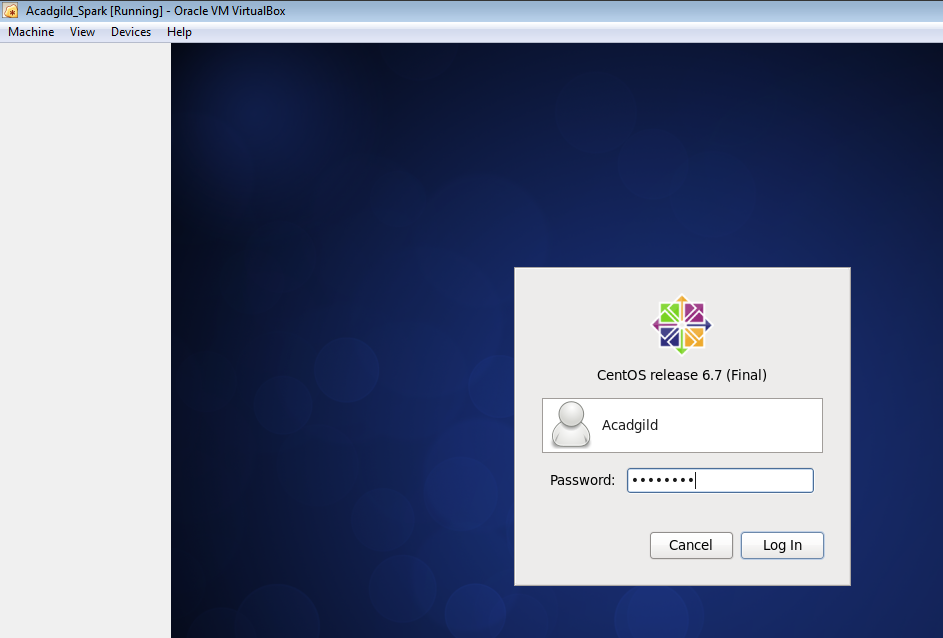 Acadgild_Spark [Running] - Oracle VM VirtualBox
Machine View Devices Help
CentOS release 6.7 (Final)
Acadgild
Password: ••••••••
Cancel Log In